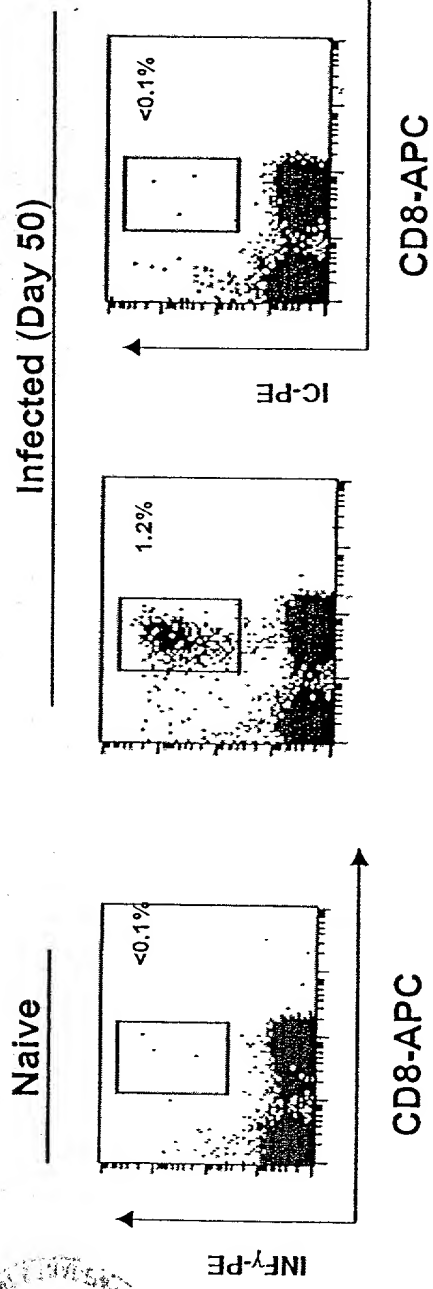 Naive
Infected (Day 50)
<0.1%
1.2%
<0.1%
INFγ-PE
IC-PE
CD8-APC
CD8-APC